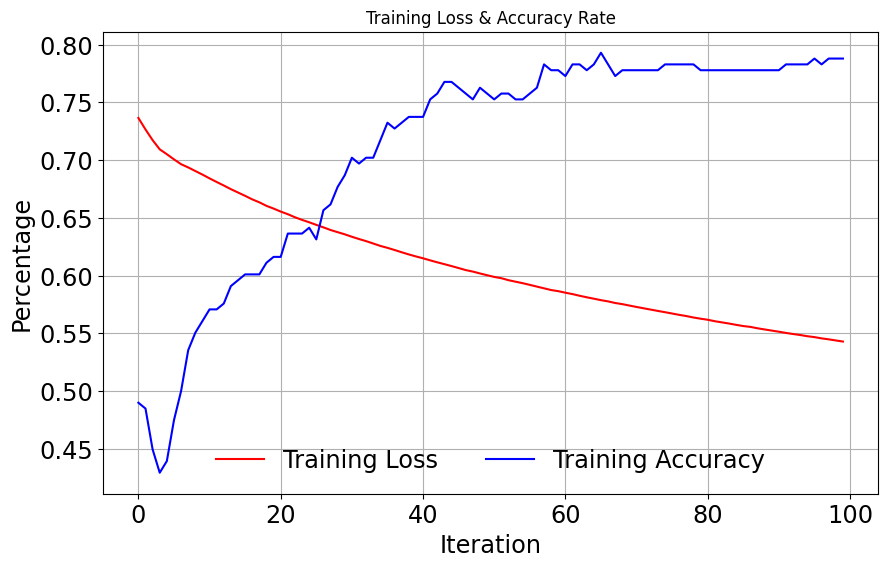 Training Loss & Accuracy Rate
0.80
0.75
0.70
0.65
0.60
0.55
0.50
0.45
Percentage
Training Loss Training Accuracy
0 20 40 60 80 100
Iteration